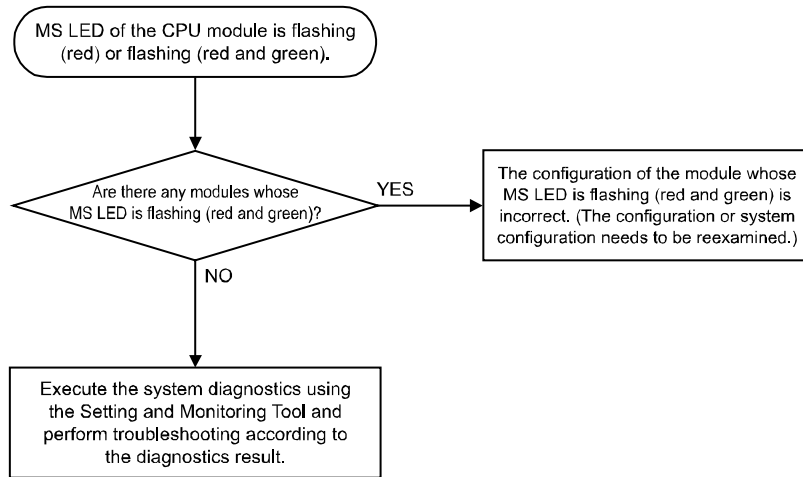 MS LED of the CPU module is flashing
(red) or flashing (red and green).
Are there any modules whose
MS LED is flashing (red and green)?
YES
The configuration of the module whose
MS LED is flashing (red and green) is
incorrect. (The configuration or system
configuration needs to be reexamined.)
NO
Execute the system diagnostics using
the Setting and Monitoring Tool and
perform troubleshooting according to
the diagnostics result.